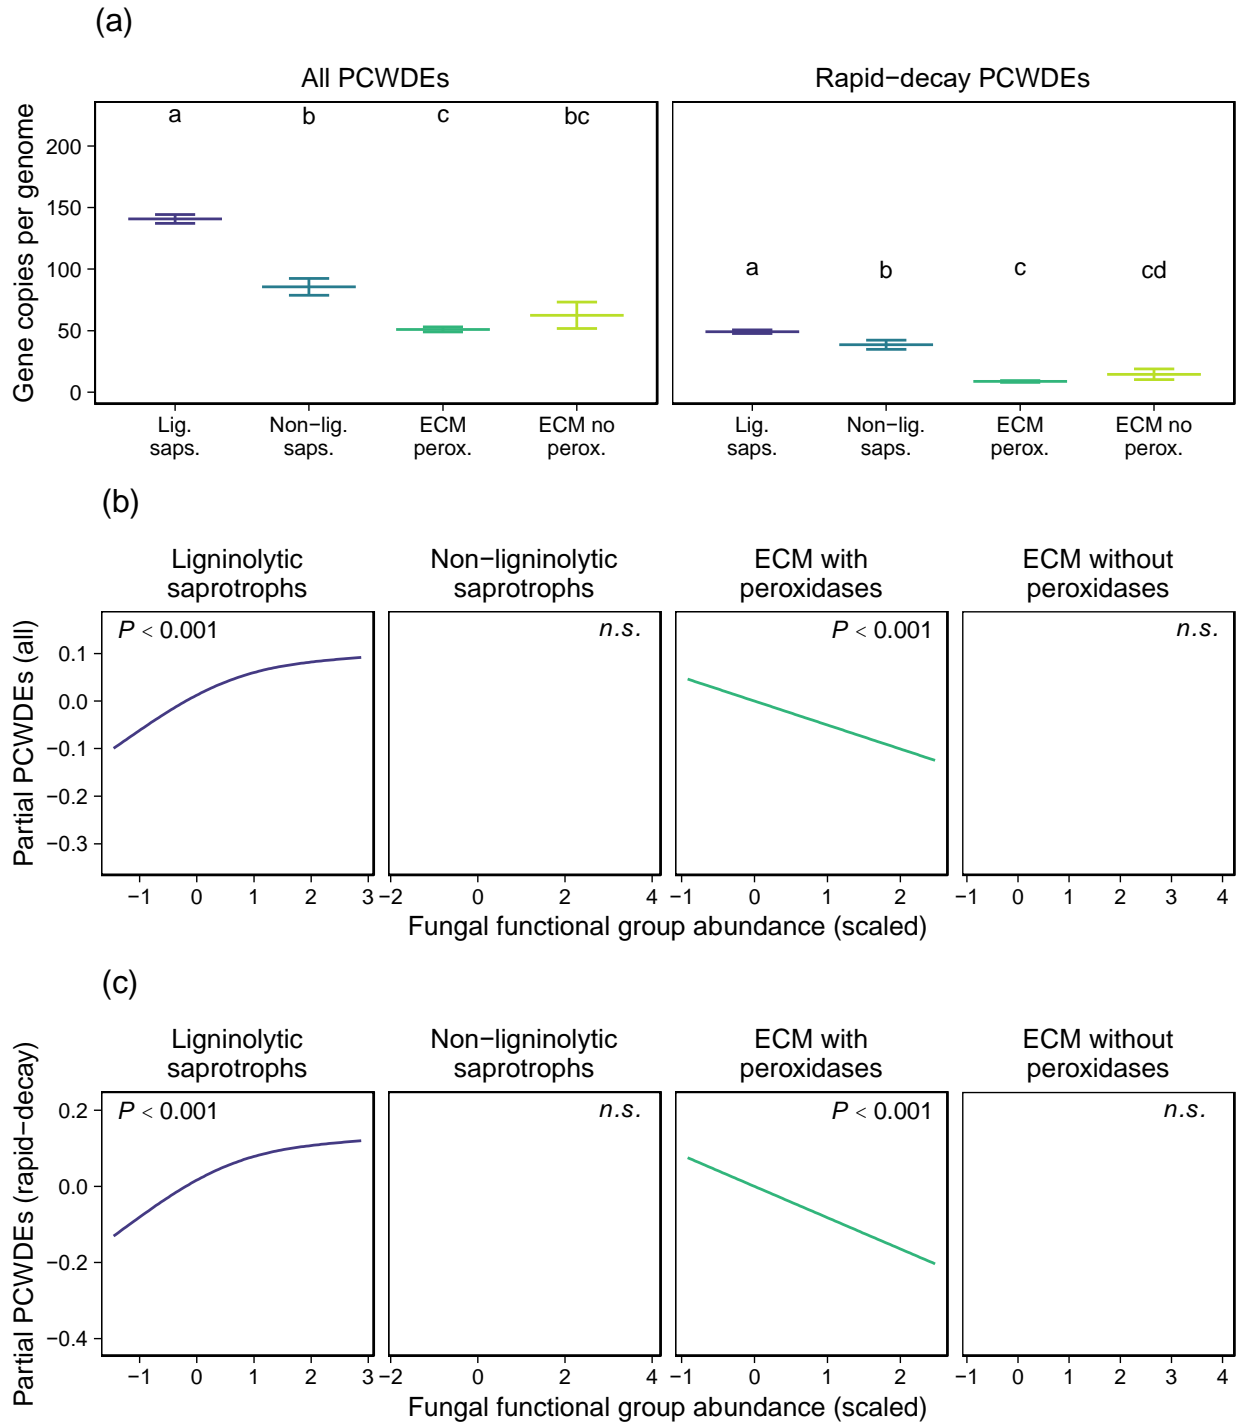 (a)
All PCWDEs
Rapid−decay PCWDEs
Gene copies per genome
200
150
100
50
0
a
b
c
bc
a
b
c
cd
Lig. saps.
Non−lig. saps.
ECM perox.
ECM no perox.
Lig. saps.
Non−lig. saps.
ECM perox.
ECM no perox.
(b)
Ligninolytic saprotrophs
Non−ligninolytic saprotrophs
ECM with peroxidases
ECM without peroxidases
Partial PCWDEs (all)
0.1
0.0
−0.1
−0.2
−0.3
P < 0.001
n.s.
P < 0.001
n.s.
−1 0 1 2 3
−2 0 2 4
−1 0 1 2
−1 0 1 2 3 4
Fungal functional group abundance (scaled)
(c)
Ligninolytic saprotrophs
Non−ligninolytic saprotrophs
ECM with peroxidases
ECM without peroxidases
Partial PCWDEs (rapid−decay)
0.2
0.0
−0.2
−0.4
P < 0.001
n.s.
P < 0.001
n.s.
−1 0 1 2 3
−2 0 2 4
−1 0 1 2
−1 0 1 2 3 4
Fungal functional group abundance (scaled)